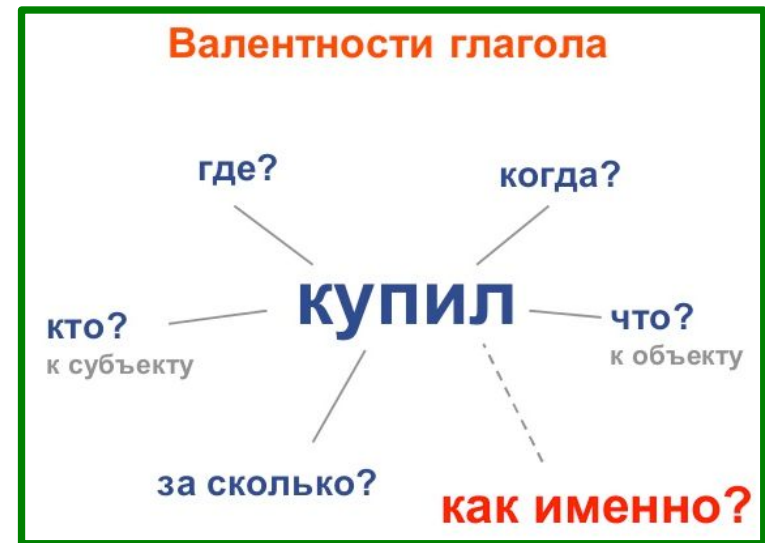 Валентности глагола
где?
когда?
купил
кто?
к субъекту
что?
к объекту
за сколько?
как именно?